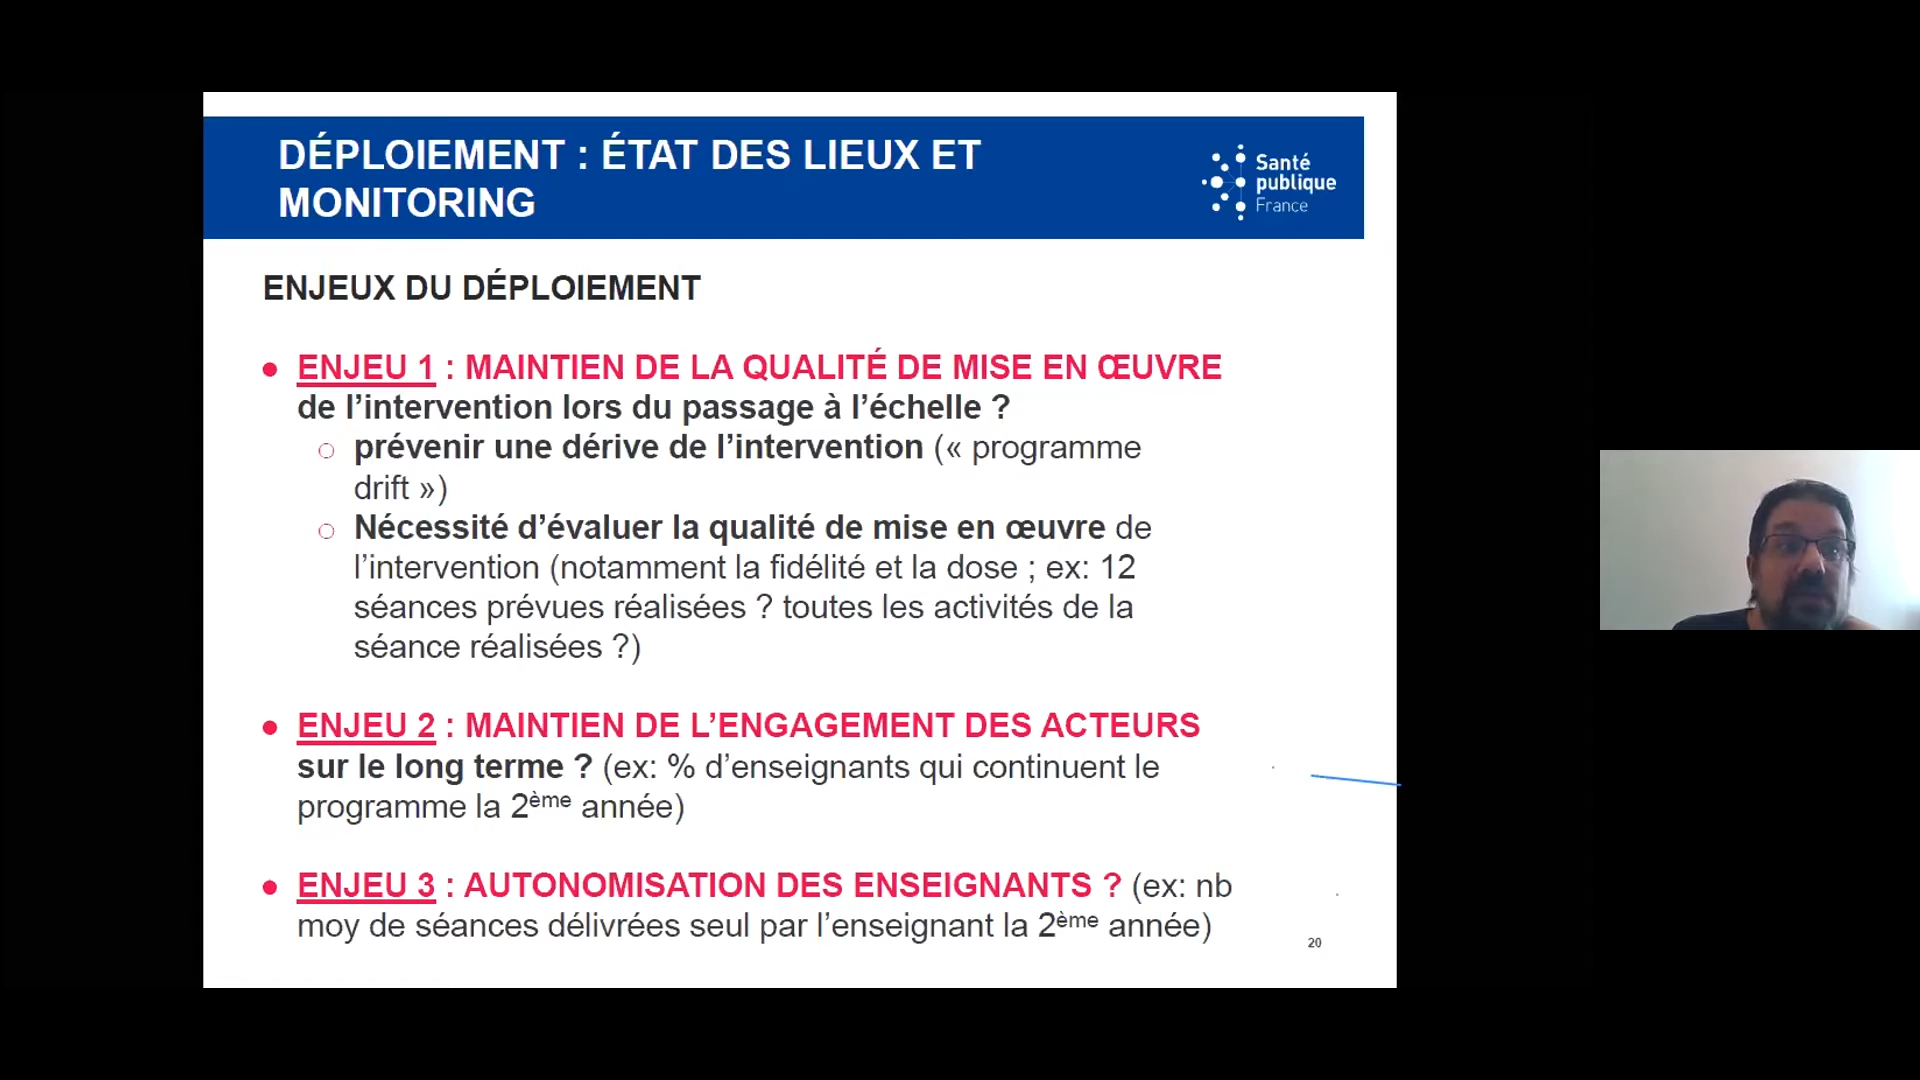 DÉPLOIEMENT : ÉTAT DES LIEUX ET
MONITORING
Santé
publique
France
ENJEUX DU DÉPLOIEMENT
● ENJEU 1 : MAINTIEN DE LA QUALITÉ DE MISE EN ŒUVRE
de l’intervention lors du passage à l’échelle ?
○ prévenir une dérive de l’intervention (« programme
drift »)
○ Nécessité d’évaluer la qualité de mise en œuvre de
l’intervention (notamment la fidélité et la dose ; ex: 12
séances prévues réalisées ? toutes les activités de la
séance réalisées ?)
● ENJEU 2 : MAINTIEN DE L’ENGAGEMENT DES ACTEURS
sur le long terme ? (ex: % d’enseignants qui continuent le
programme la 2ème année)
● ENJEU 3 : AUTONOMISATION DES ENSEIGNANTS ? (ex: nb
moy de séances délivrées seul par l’enseignant la 2ème année)
20